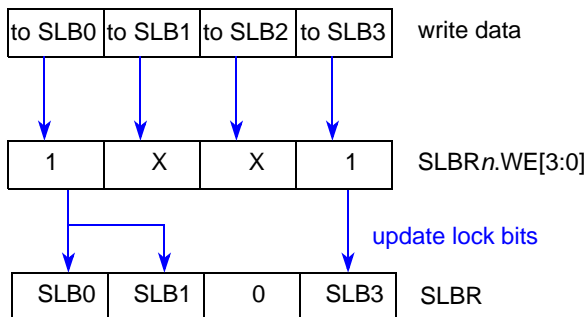 to SLB0 to SLB1 to SLB2 to SLB3 write data
1 X X 1 SLBRn.WE[3:0]
update lock bits
SLB0 SLB1 0 SLB3 SLBR